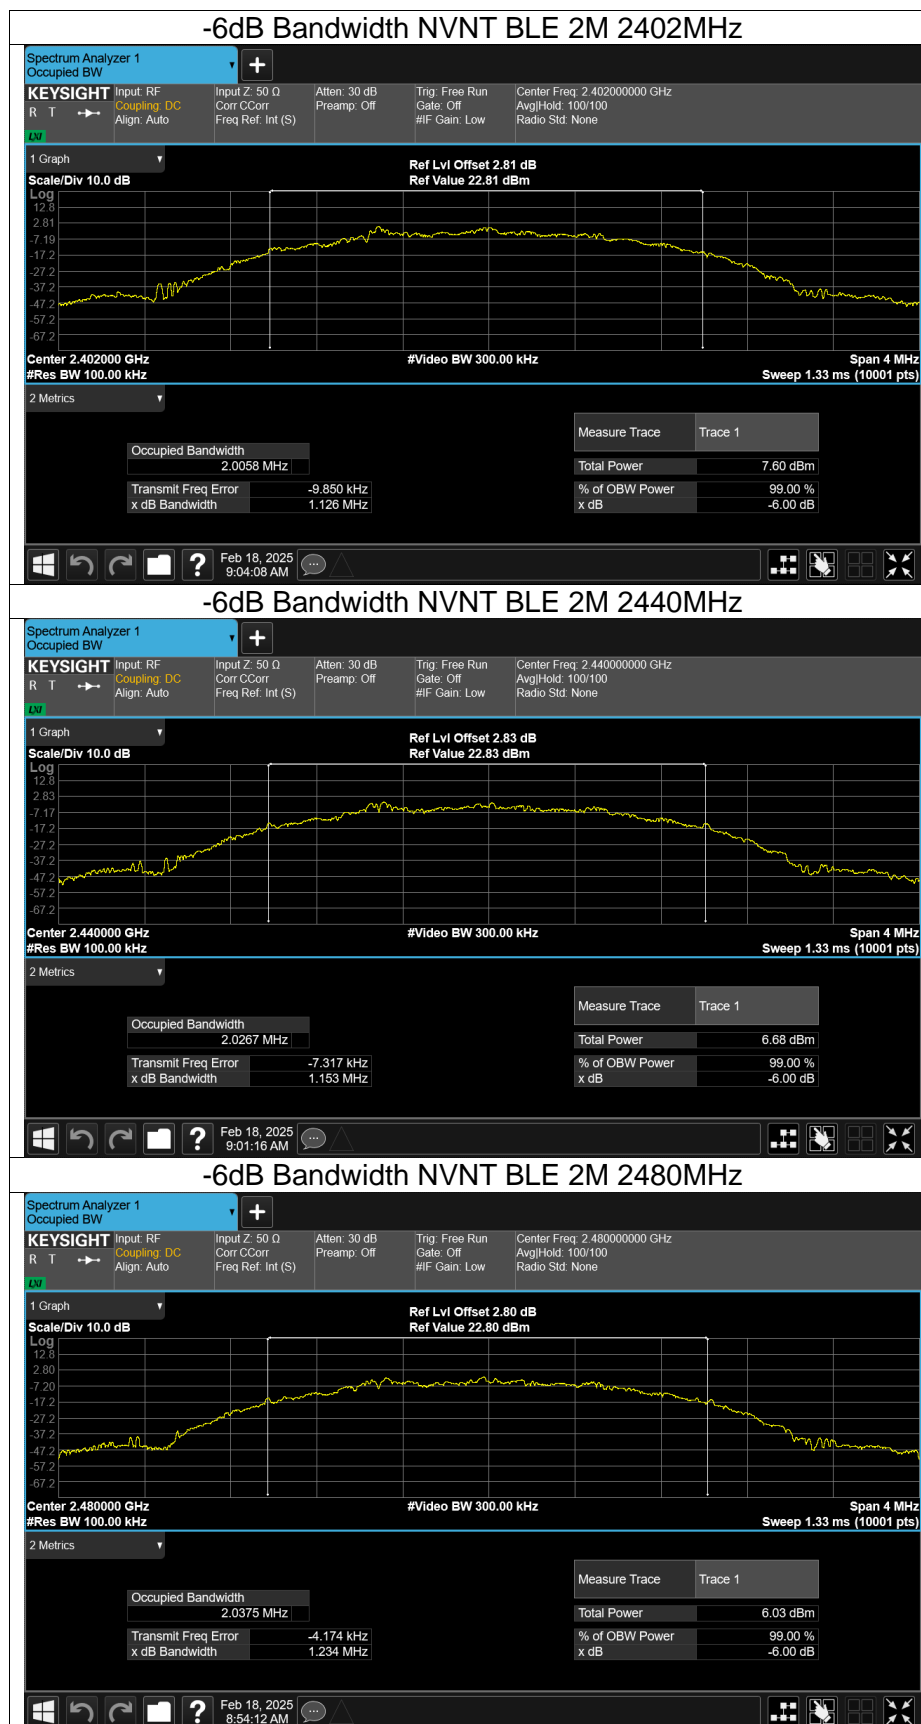 -6dB Bandwidth NVNT BLE 2M 2402MHz
Spectrum Analyzer 1
Occupied BW
KEYSIGHT Input: RF Input Z: 50 Ω Atten: 30 dB Trig: Free Run Center Freq: 2.402000000 GHz
R T Coupling: DC Corr CCorr Preamp: Off Gate: Off Avg|Hold: 100/100
Align: Auto Freq Ref: Int (S) #IF Gain: Low Radio Std: None
LXI
1 Graph
Ref Lvl Offset 2.81 dB
Scale/Div 10.0 dB Ref Value 22.81 dBm
Log
12.8
2.81
-7.19
-17.2
-27.2
-37.2
-47.2
-57.2
-67.2
Center 2.402000 GHz #Video BW 300.00 kHz Span 4 MHz
#Res BW 100.00 kHz Sweep 1.33 ms (10001 pts)
2 Metrics
Measure Trace Trace 1
Occupied Bandwidth
2.0058 MHz Total Power 7.60 dBm
Transmit Freq Error -9.850 kHz % of OBW Power 99.00 %
x dB Bandwidth 1.126 MHz x dB -6.00 dB
Feb 18, 2025
9:04:08 AM
-6dB Bandwidth NVNT BLE 2M 2440MHz
Spectrum Analyzer 1
Occupied BW
KEYSIGHT Input: RF Input Z: 50 Ω Atten: 30 dB Trig: Free Run Center Freq: 2.440000000 GHz
R T Coupling: DC Corr CCorr Preamp: Off Gate: Off Avg|Hold: 100/100
Align: Auto Freq Ref: Int (S) #IF Gain: Low Radio Std: None
LXI
1 Graph
Ref Lvl Offset 2.83 dB
Scale/Div 10.0 dB Ref Value 22.83 dBm
Log
12.8
2.83
-7.17
-17.2
-27.2
-37.2
-47.2
-57.2
-67.2
Center 2.440000 GHz #Video BW 300.00 kHz Span 4 MHz
#Res BW 100.00 kHz Sweep 1.33 ms (10001 pts)
2 Metrics
Measure Trace Trace 1
Occupied Bandwidth
2.0267 MHz Total Power 6.68 dBm
Transmit Freq Error -7.317 kHz % of OBW Power 99.00 %
x dB Bandwidth 1.153 MHz x dB -6.00 dB
Feb 18, 2025
9:01:16 AM
-6dB Bandwidth NVNT BLE 2M 2480MHz
Spectrum Analyzer 1
Occupied BW
KEYSIGHT Input: RF Input Z: 50 Ω Atten: 30 dB Trig: Free Run Center Freq: 2.480000000 GHz
R T Coupling: DC Corr CCorr Preamp: Off Gate: Off Avg|Hold: 100/100
Align: Auto Freq Ref: Int (S) #IF Gain: Low Radio Std: None
LXI
1 Graph
Ref Lvl Offset 2.80 dB
Scale/Div 10.0 dB Ref Value 22.80 dBm
Log
12.8
2.80
-7.20
-17.2
-27.2
-37.2
-47.2
-57.2
-67.2
Center 2.480000 GHz #Video BW 300.00 kHz Span 4 MHz
#Res BW 100.00 kHz Sweep 1.33 ms (10001 pts)
2 Metrics
Measure Trace Trace 1
Occupied Bandwidth
2.0375 MHz Total Power 6.03 dBm
Transmit Freq Error -4.174 kHz % of OBW Power 99.00 %
x dB Bandwidth 1.234 MHz x dB -6.00 dB
Feb 18, 2025
8:54:12 AM